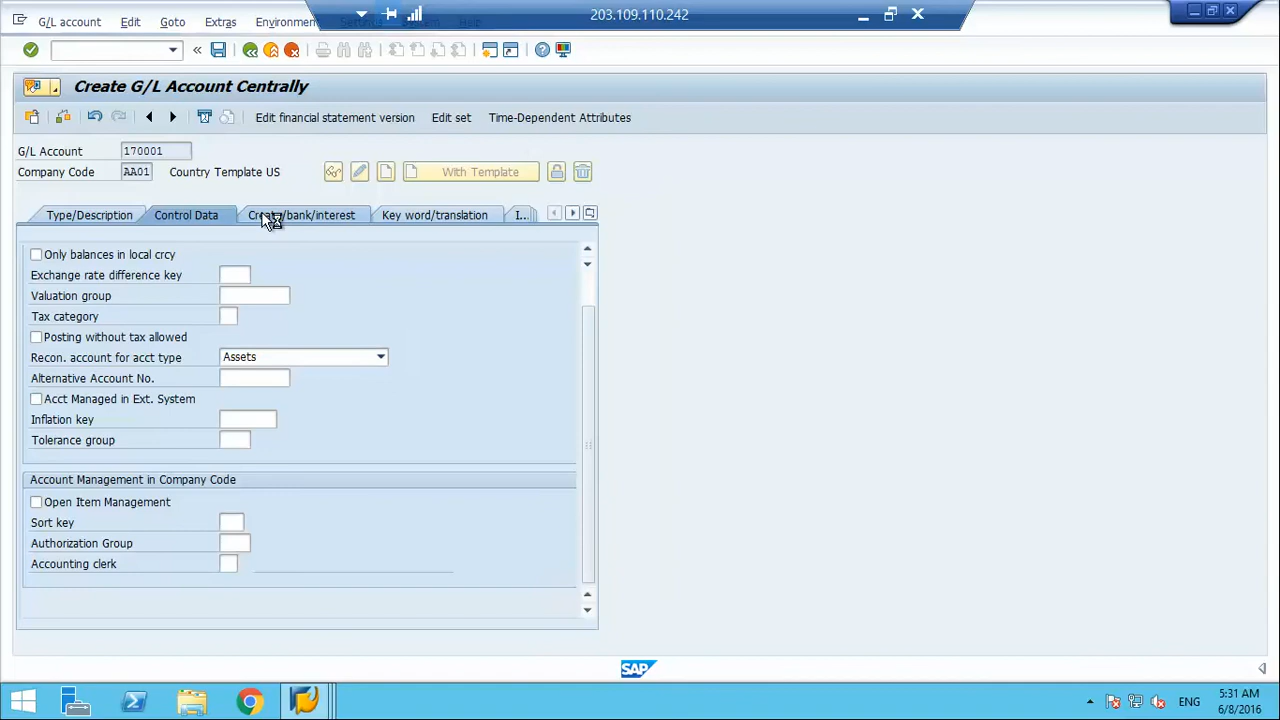 203.109.110.242
G/L account Edit Goto Extras Environment Settings System Help
Create G/L Account Centrally
Edit financial statement version Edit set Time-Dependent Attributes
G/L Account 170001
Company Code AA01 Country Template US With Template
Type/Description Control Data Create/bank/interest Key word/translation I...
Only balances in local crcy
Exchange rate difference key
Valuation group
Tax category
Posting without tax allowed
Recon. account for acct type Assets
Alternative Account No.
Acct Managed in Ext. System
Inflation key
Tolerance group
Account Management in Company Code
Open Item Management
Sort key
Authorization Group
Accounting clerk
SAP
ENG
5:31 AM
6/8/2016